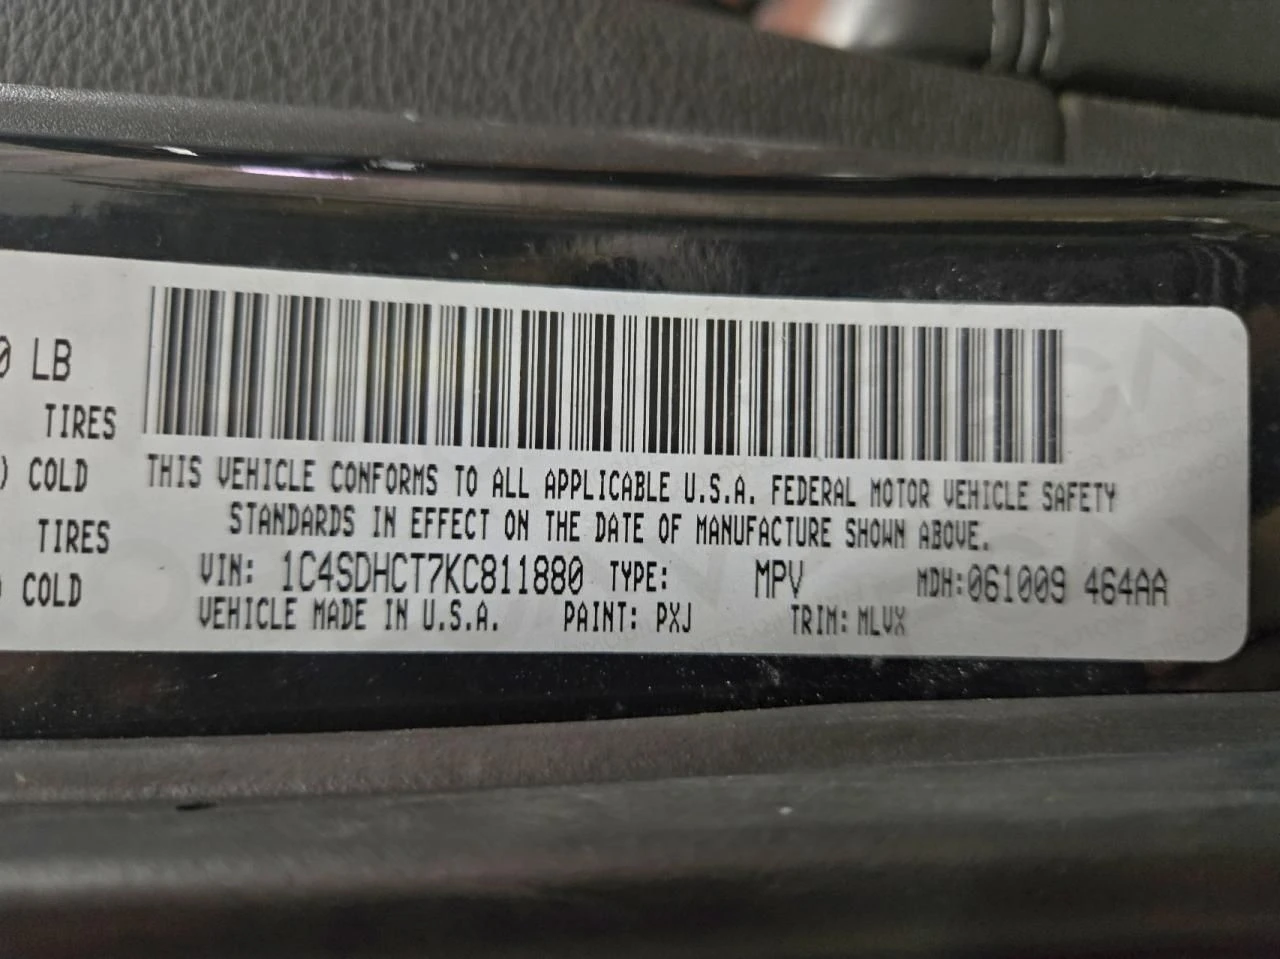 0 LB
TIRES
) COLD
TIRES
) COLD
THIS VEHICLE CONFORMS TO ALL APPLICABLE U.S.A. FEDERAL MOTOR VEHICLE SAFETY
STANDARDS IN EFFECT ON THE DATE OF MANUFACTURE SHOWN ABOVE.
VIN: 1C4SDHCT7KC811880 TYPE: MPV MDH:061009 464AA
VEHICLE MADE IN U.S.A. PAINT: PXJ TRIM: MLVX